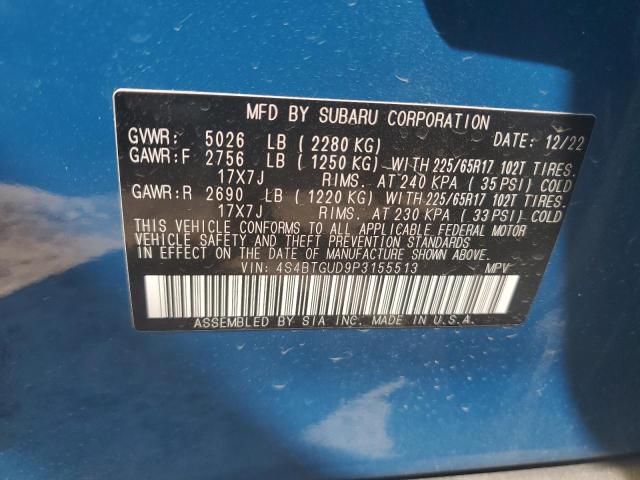 MFD BY SUBARU CORPORATION
GVWR: 5026 LB (2280 KG) DATE: 12/22
GAWR:F 2756 LB (1250 KG) WITH 225/65R17 102T TIRES.
17X7J RIMS. AT 240 KPA (35 PSI) COLD
GAWR:R 2690 LB (1220 KG) WITH 225/65R17 102T TIRES.
17X7J RIMS. AT 230 KPA (33 PSI) COLD
THIS VEHICLE CONFORMS TO ALL APPLICABLE FEDERAL MOTOR
VEHICLE SAFETY AND THEFT PREVENTION STANDARDS
IN EFFECT ON THE DATE OF MANUFACTURE SHOWN ABOVE.
VIN: 4S4BTGUD9P3155513 MPV
ASSEMBLED BY SIA INC. MADE IN U.S.A.